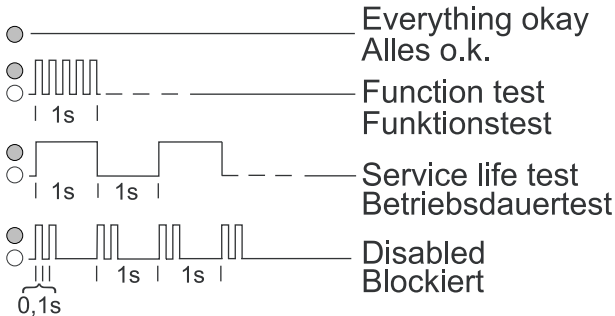 Everything okay
Alles o.k.
1s
Function test
Funktionstest
1s
1s
Service life test
Betriebsdauertest
1s
1s
0,1s
Disabled
Blockiert